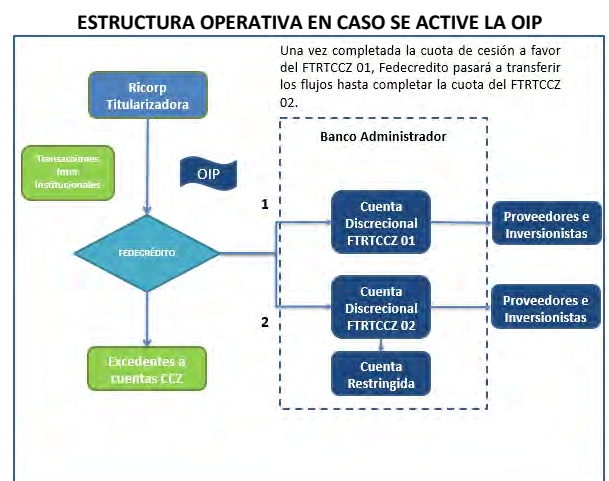 ESTRUCTURA OPERATIVA EN CASO SE ACTIVE LA OIP
Una vez completada la cuota de cesión a favor
del FTRTCCZ 01, Fedecredito pasará a transferir
los flujos hasta completar la cuota del FTRTCCZ
02.
Ricorp
Titularizadora
Banco Administrador
Transacciones
Inter
Institucionales
OIP
1
Cuenta
Discrecional
FTRTCCZ 01
Proveedores e
Inversionistas
FEDECRÉDITO
2
Cuenta
Discrecional
FTRTCCZ 02
Proveedores e
Inversionistas
Excedentes a
cuentas CCZ
Cuenta
Restringida